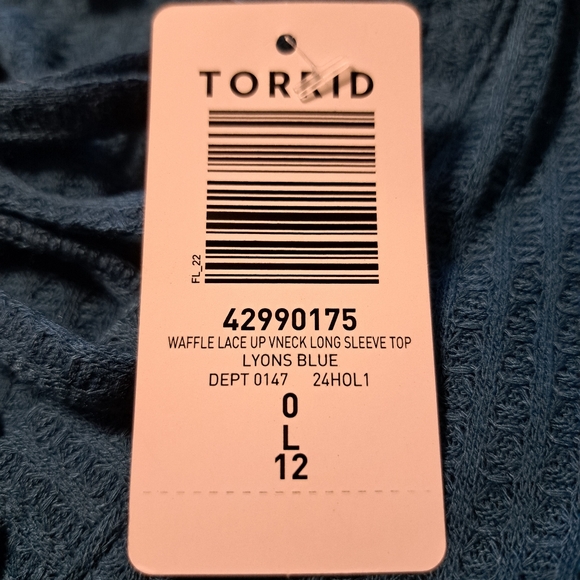 TORRID
FL_22
42990175
WAFFLE LACE UP VNECK LONG SLEEVE TOP
LYONS BLUE
DEPT 0147 24HOL1
0
L
12